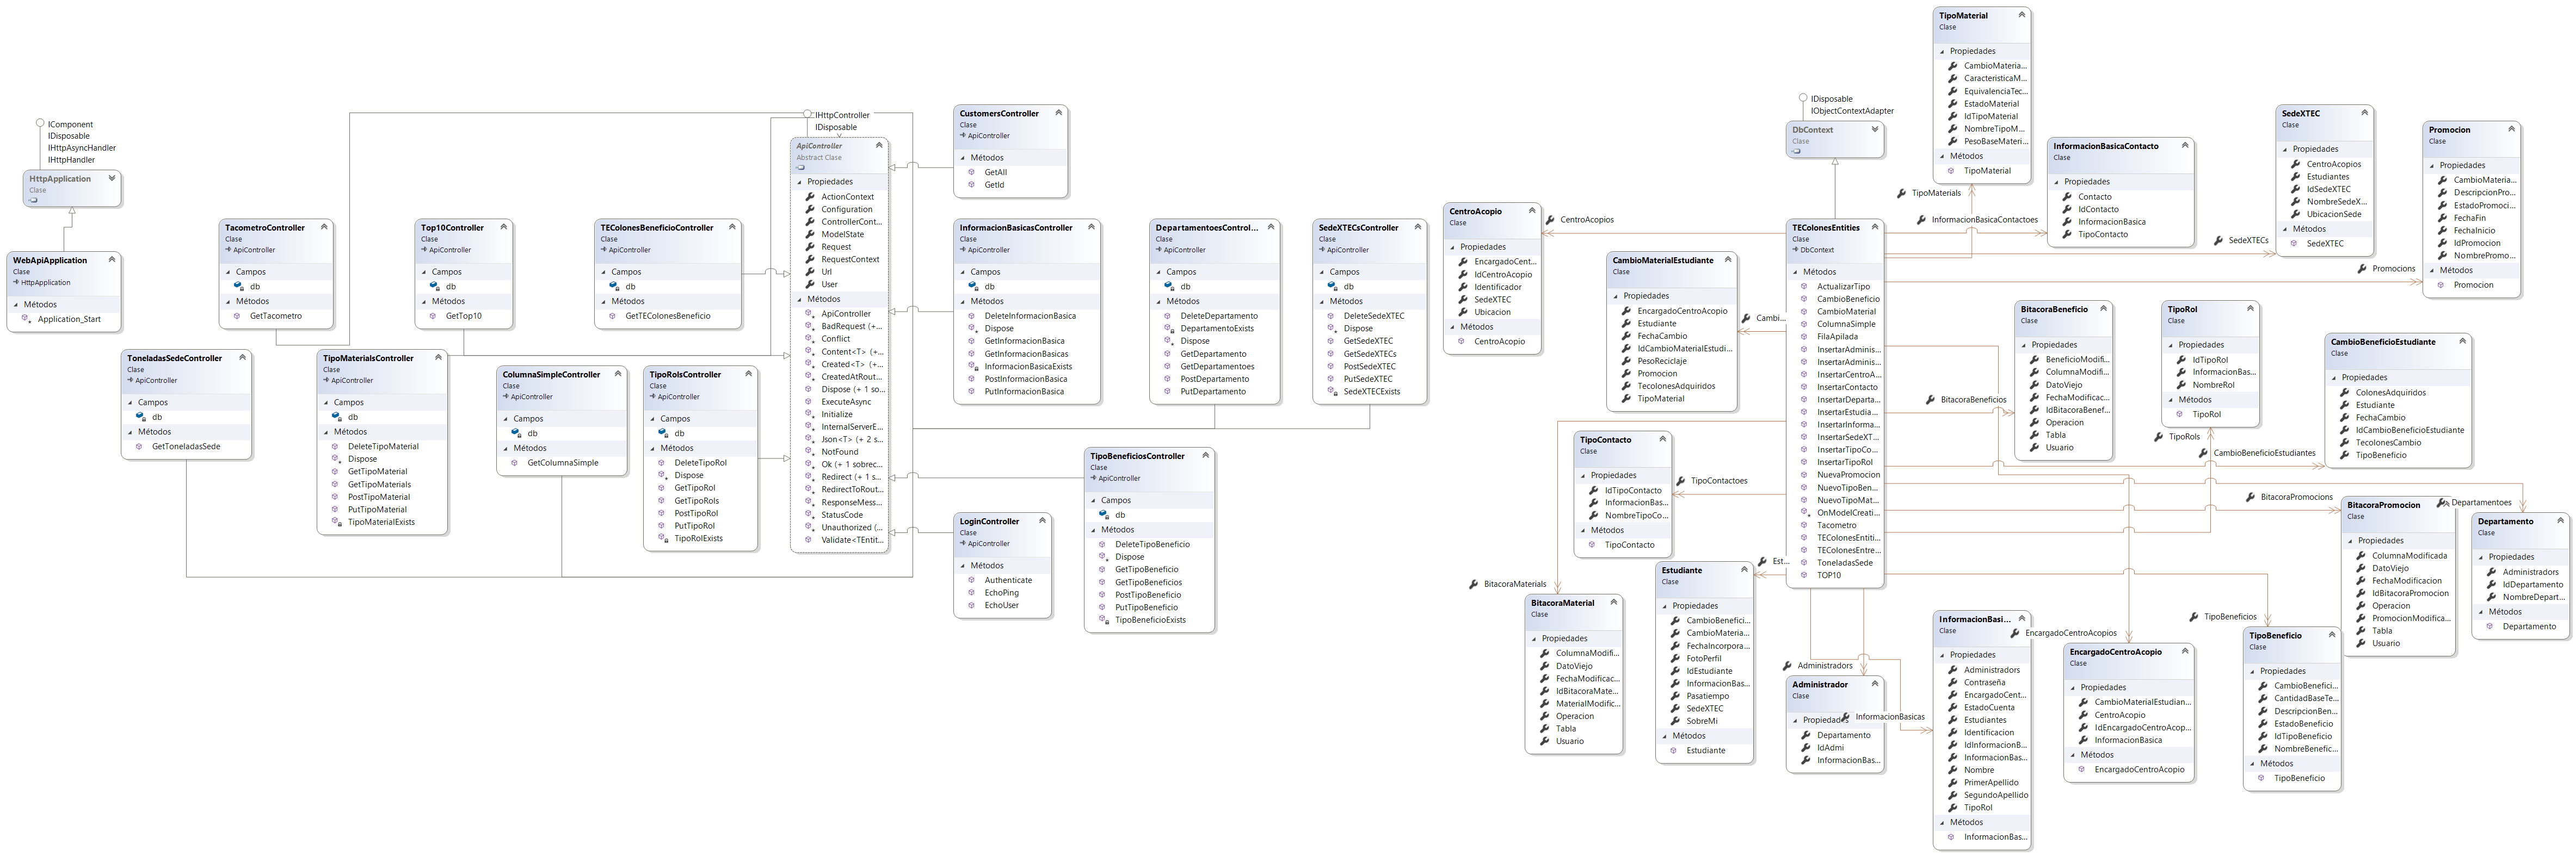 IComponent
IDisposable
IHttpAsyncHandler
IHttpHandler
HttpApplication
Clase
WebApiApplication
Clase
HttpApplication
Métodos
Application_Start
TacometroController
Clase
ApiController
Campos
db
Métodos
GetTacometro
Top10Controller
Clase
ApiController
Campos
db
Métodos
GetTop10
TEColonesBeneficioController
Clase
ApiController
Campos
db
Métodos
GetTEColonesBeneficio
ToneladasSedeController
Clase
ApiController
Campos
db
Métodos
GetToneladasSede
TipoMaterialsController
Clase
ApiController
Campos
db
Métodos
DeleteTipoMaterial
Dispose
GetTipoMaterial
GetTipoMaterials
PostTipoMaterial
PutTipoMaterial
TipoMaterialExists
ColumnaSimpleController
Clase
ApiController
Campos
db
Métodos
GetColumnaSimple
TipoRolsController
Clase
ApiController
Campos
db
Métodos
DeleteTipoRol
Dispose
GetTipoRol
GetTipoRols
PostTipoRol
PutTipoRol
TipoRolExists
IHttpController
IDisposable
ApiController
Abstract Clase
Propiedades
ActionContext
Configuration
ControllerCont...
ModelState
Request
RequestContext
Url
User
Métodos
ApiController
BadRequest (+...
Conflict
Content<T> (+...
Created<T> (+...
CreatedAtRout...
Dispose (+ 1 so...
ExecuteAsync
Initialize
InternalServerE...
Json<T> (+ 2 s...
NotFound
Ok (+ 1 sobrec...
Redirect (+ 1 s...
RedirectToRout...
ResponseMess...
StatusCode
Unauthorized (...
Validate<TEntit...
CustomersController
Clase
ApiController
Métodos
GetAll
GetId
InformacionBasicasController
Clase
ApiController
Campos
db
Métodos
DeleteInformacionBasica
Dispose
GetInformacionBasica
GetInformacionBasicas
InformacionBasicaExists
PostInformacionBasica
PutInformacionBasica
DepartamentoesControl...
Clase
ApiController
Campos
db
Métodos
DeleteDepartamento
DepartamentoExists
Dispose
GetDepartamento
GetDepartamentoes
PostDepartamento
PutDepartamento
SedeXTECsController
Clase
ApiController
Campos
db
Métodos
DeleteSedeXTEC
Dispose
GetSedeXTEC
GetSedeXTECs
PostSedeXTEC
PutSedeXTEC
SedeXTECExists
TipoBeneficiosController
Clase
ApiController
Campos
db
Métodos
DeleteTipoBeneficio
Dispose
GetTipoBeneficio
GetTipoBeneficios
PostTipoBeneficio
PutTipoBeneficio
TipoBeneficioExists
LoginController
Clase
ApiController
Métodos
Authenticate
EchoPing
EchoUser
CentroAcopio
Clase
Propiedades
EncargadoCent...
IdCentroAcopio
Identificador
SedeXTEC
Ubicacion
Métodos
CentroAcopio
CentroAcopios
CambioMaterialEstudiante
Clase
Propiedades
EncargadoCentroAcopio
Estudiante
FechaCambio
IdCambioMaterialEstudi...
PesoReciclaje
Promocion
TecolonesAdquiridos
TipoMaterial
Cambi...
TipoContacto
Clase
Propiedades
IdTipoContacto
InformacionBas...
NombreTipoCo...
Métodos
TipoContacto
TipoContactoes
BitacoraMaterials
BitacoraMaterial
Clase
Propiedades
ColumnaModifi...
DatoViejo
FechaModificac...
IdBitacoraMate...
MaterialModific...
Operacion
Tabla
Usuario
Est...
Estudiante
Clase
Propiedades
CambioBenefici...
CambioMateria...
FechaIncorpora...
FotoPerfil
IdEstudiante
InformacionBas...
Pasatiempo
SedeXTEC
SobreMi
Métodos
Estudiante
IDisposable
IObjectContextAdapter
DbContext
Clase
TEColonesEntities
Clase
DbContext
Métodos
ActualizarTipo
CambioBeneficio
CambioMaterial
ColumnaSimple
FilaApilada
InsertarAdminis...
InsertarAdminis...
InsertarCentroA...
InsertarContacto
InsertarDeparta...
InsertarEstudia...
InsertarInforma...
InsertarSedeXT...
InsertarTipoCo...
InsertarTipoRol
NuevaPromocion
NuevoTipoBen...
NuevoTipoMat...
OnModelCreati...
Tacometro
TEColonesEntiti...
TEColonesEntre...
ToneladasSede
TOP10
Administradors
Administrador
Clase
Propiedades
Departamento
IdAdmi
InformacionBas...
InformacionBasicas
TipoMaterial
Clase
Propiedades
CambioMateria...
CaracteristicaM...
EquivalenciaTec...
EstadoMaterial
IdTipoMaterial
NombreTipoM...
PesoBaseMateri...
Métodos
TipoMaterial
TipoMaterials
InformacionBasicaContactoes
InformacionBasicaContacto
Clase
Propiedades
Contacto
IdContacto
InformacionBasica
TipoContacto
SedeXTECs
SedeXTEC
Clase
Propiedades
CentroAcopios
Estudiantes
IdSedeXTEC
NombreSedeX...
UbicacionSede
Métodos
SedeXTEC
Promocions
Promocion
Clase
Propiedades
CambioMateria...
DescripcionPro...
EstadoPromoci...
FechaFin
FechaInicio
IdPromocion
NombrePromo...
Métodos
Promocion
BitacoraBeneficios
BitacoraBeneficio
Clase
Propiedades
BeneficioModifi...
ColumnaModifi...
DatoViejo
FechaModificac...
IdBitacoraBenef...
Operacion
Tabla
Usuario
TipoRol
Clase
Propiedades
IdTipoRol
InformacionBas...
NombreRol
Métodos
TipoRol
TipoRols
CambioBeneficioEstudiantes
CambioBeneficioEstudiante
Clase
Propiedades
ColonesAdquiridos
Estudiante
FechaCambio
IdCambioBeneficioEstudiante
TecolonesCambio
TipoBeneficio
BitacoraPromocions
BitacoraPromocion
Clase
Propiedades
ColumnaModificada
DatoViejo
FechaModificacion
IdBitacoraPromocion
Operacion
PromocionModifica...
Tabla
Usuario
Departamentoes
Departamento
Clase
Propiedades
Administradors
IdDepartamento
NombreDepart...
Métodos
Departamento
InformacionBasi...
Clase
Propiedades
Administradors
Contraseña
EncargadoCent...
EstadoCuenta
Estudiantes
Identificacion
IdInformacionB...
InformacionBas...
Nombre
PrimerApellido
SegundoApellido
TipoRol
Métodos
InformacionBas...
EncargadoCentroAcopios
EncargadoCentroAcopio
Clase
Propiedades
CambioMaterialEstudian...
CentroAcopio
IdEncargadoCentroAcop...
InformacionBasica
Métodos
EncargadoCentroAcopio
TipoBeneficios
TipoBeneficio
Clase
Propiedades
CambioBenefici...
CantidadBaseTe...
DescripcionBen...
EstadoBeneficio
IdTipoBeneficio
NombreBenefic...
Métodos
TipoBeneficio